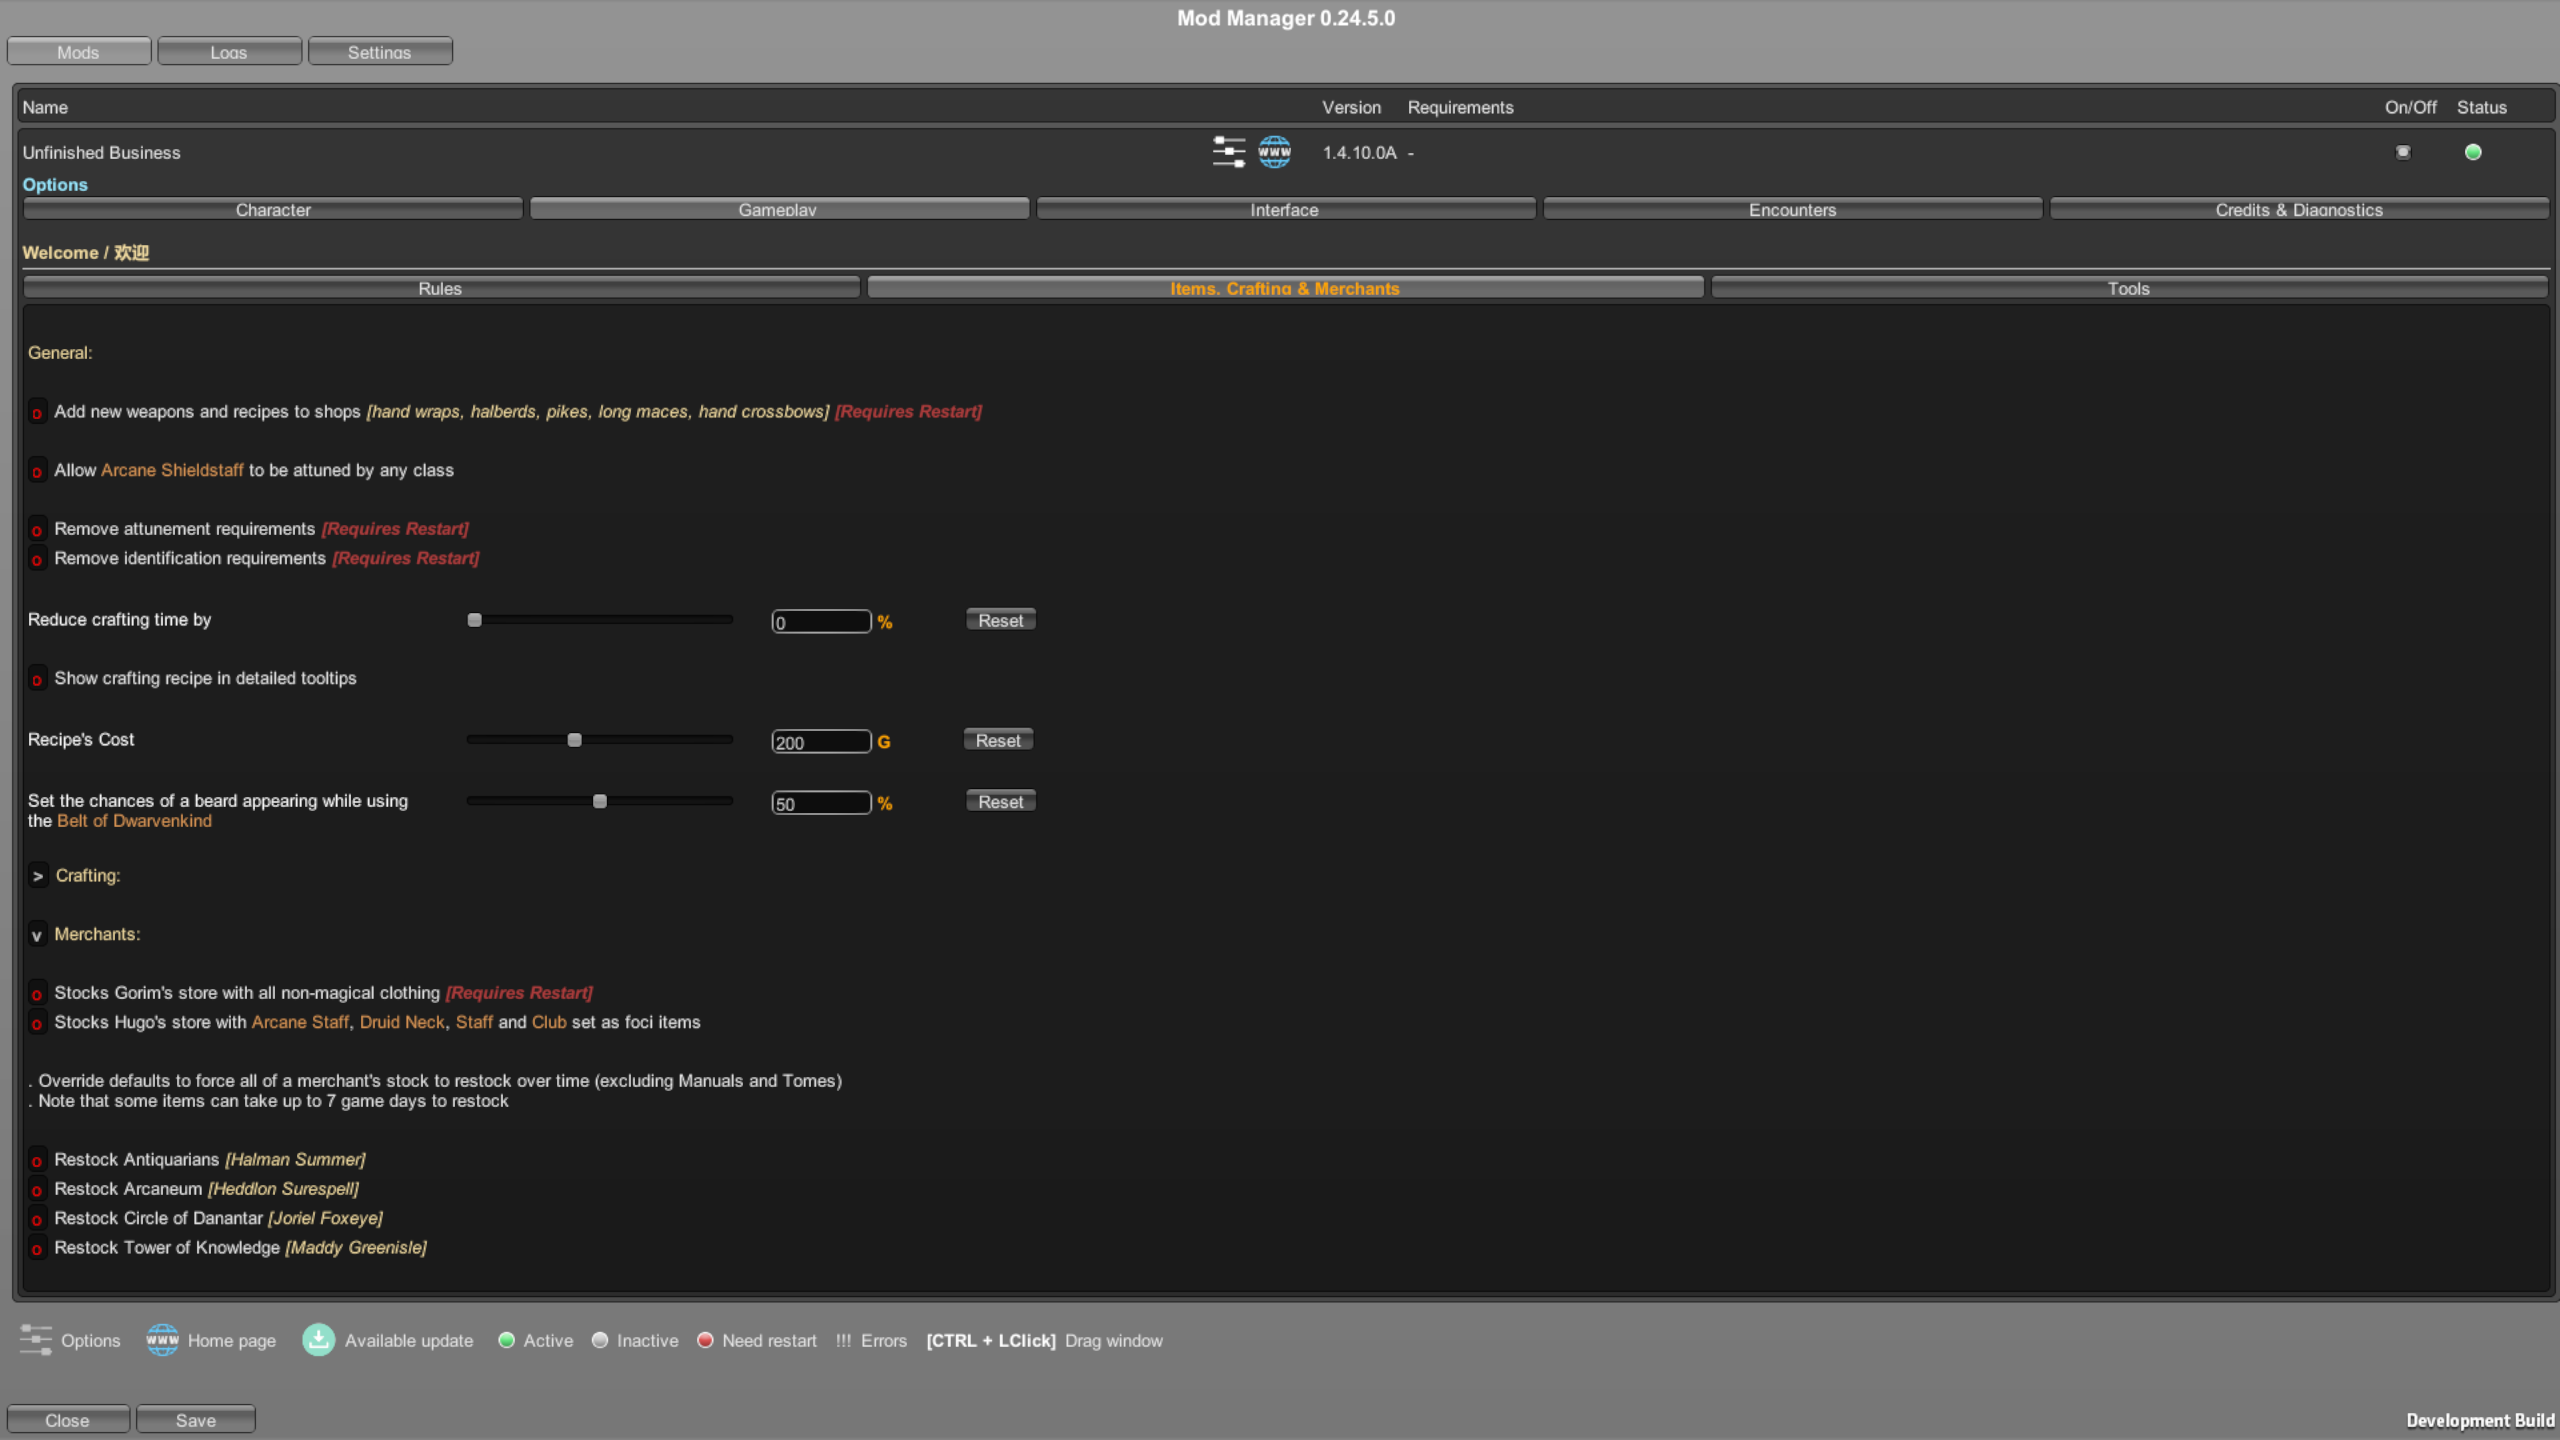 Mod Manager 0.24.5.0
Mods Logs Settings
Name Version Requirements On/Off Status
Unfinished Business www 1.4.10.0A - 
Options
Character Gameplay Interface Encounters Credits & Diagnostics
Welcome / 欢迎
Rules Items, Crafting & Merchants Tools
General:
o Add new weapons and recipes to shops [hand wraps, halberds, pikes, long maces, hand crossbows] [Requires Restart]
o Allow Arcane Shieldstaff to be attuned by any class
o Remove attunement requirements [Requires Restart]
o Remove identification requirements [Requires Restart]
Reduce crafting time by 0 % Reset
o Show crafting recipe in detailed tooltips
Recipe's Cost 200 G Reset
Set the chances of a beard appearing while using 50 % Reset
the Belt of Dwarvenkind
> Crafting:
v Merchants:
o Stocks Gorim's store with all non-magical clothing [Requires Restart]
o Stocks Hugo's store with Arcane Staff, Druid Neck, Staff and Club set as foci items
. Override defaults to force all of a merchant's stock to restock over time (excluding Manuals and Tomes)
. Note that some items can take up to 7 game days to restock
o Restock Antiquarians [Halman Summer]
o Restock Arcaneum [Heddlon Surespell]
o Restock Circle of Danantar [Joriel Foxeye]
o Restock Tower of Knowledge [Maddy Greenisle]
Options www Home page Available update Active Inactive Need restart !!! Errors [CTRL + LClick] Drag window
Close Save Development Build